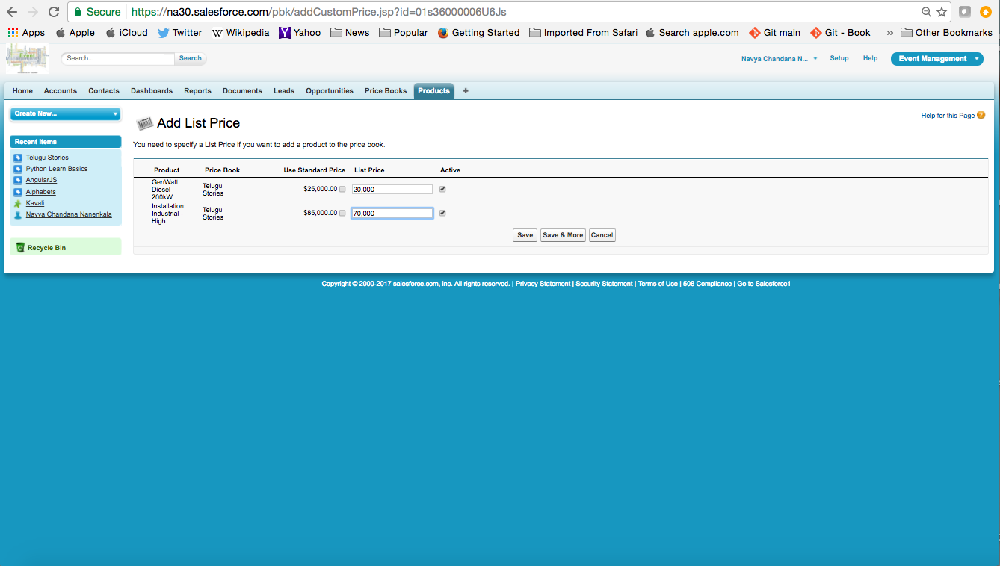 Secure https://na30.salesforce.com/pbk/addCustomPrice.jsp?id=01s36000006U6Js
Apps Apple iCloud Twitter W Wikipedia Yahoo News Popular Getting Started Imported From Safari Search apple.com Git main Git - Book » Other Bookmarks
Event
Search... Search Navya Chandana N... Setup Help Event Management
Home Accounts Contacts Dashboards Reports Documents Leads Opportunities Price Books Products +
Create New...
Add List Price
Help for this Page ?
Recent Items
Telugu Stories
Python Learn Basics
AngularJS
Alphabets
Kavali
Navya Chandana Nanenkala
Recycle Bin
You need to specify a List Price if you want to add a product to the price book.
Product Price Book Use Standard Price List Price Active
GenWatt
Diesel
200kW
Telugu
Stories
$25,000.00 20,000
Installation:
Industrial -
High
Telugu
Stories
$85,000.00 70,000
Save Save & More Cancel
Copyright © 2000-2017 salesforce.com, inc. All rights reserved. | Privacy Statement | Security Statement | Terms of Use | 508 Compliance | Go to Salesforce1